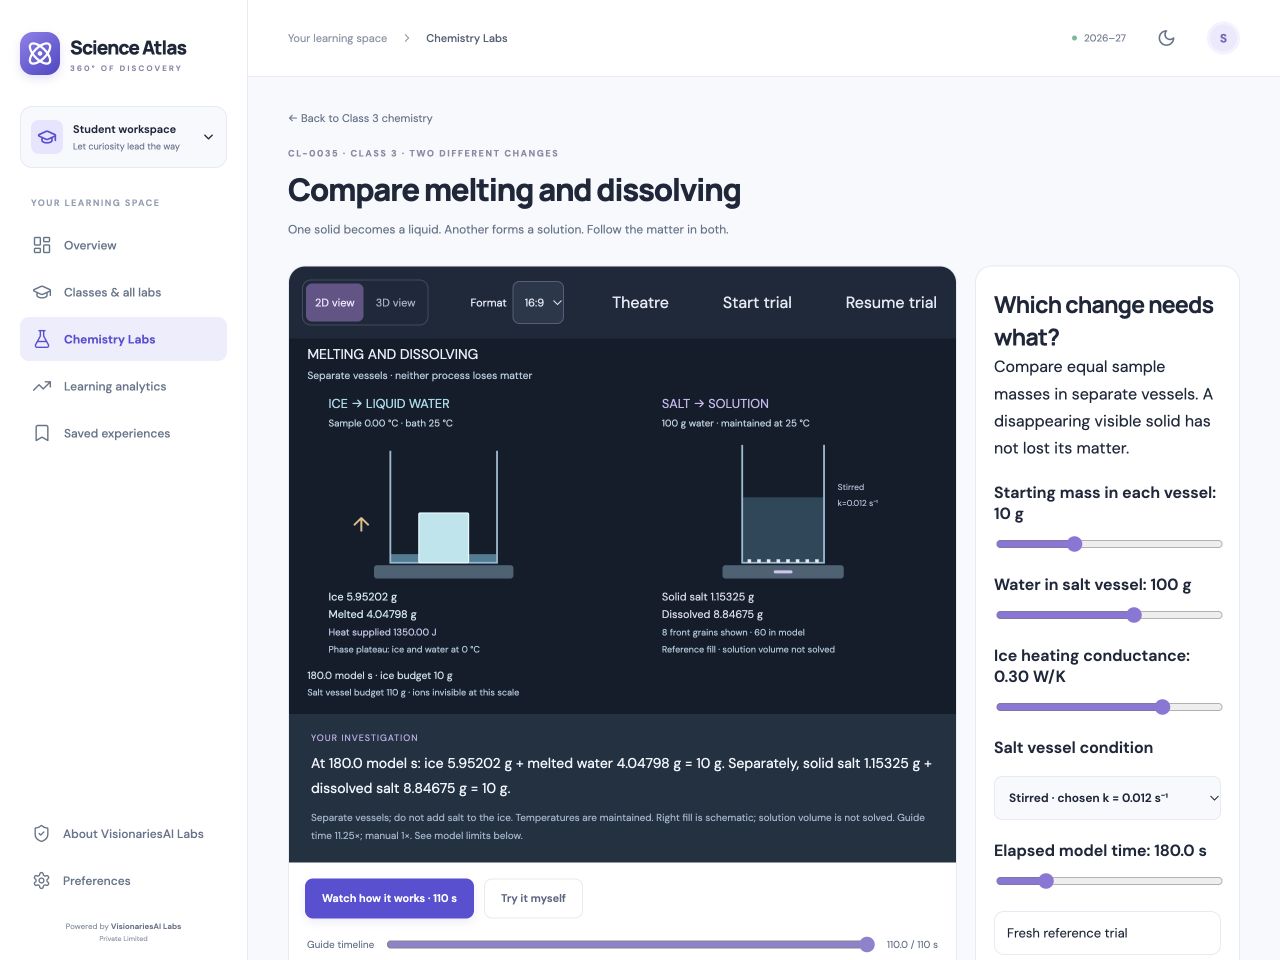 Science Atlas
360° OF DISCOVERY
Student workspace
Let curiosity lead the way
YOUR LEARNING SPACE
Overview
Classes & all labs
Chemistry Labs
Learning analytics
Saved experiences
About VisionariesAI Labs
Preferences
Powered by VisionariesAI Labs
Private Limited
Your learning space
Chemistry Labs
2026–27
S
← Back to Class 3 chemistry
CL-0035 · CLASS 3 · TWO DIFFERENT CHANGES
Compare melting and dissolving
One solid becomes a liquid. Another forms a solution. Follow the matter in both.
2D view
3D view
Format
16:9
Theatre
Start trial
Resume trial
MELTING AND DISSOLVING
Separate vessels · neither process loses matter
ICE → LIQUID WATER
Sample 0.00 °C · bath 25 °C
SALT → SOLUTION
100 g water · maintained at 25 °C
Stirred
k=0.012 s⁻¹
Ice 5.95202 g
Melted 4.04798 g
Heat supplied 1350.00 J
Phase plateau: ice and water at 0 °C
Solid salt 1.15325 g
Dissolved 8.84675 g
8 front grains shown · 60 in model
Reference fill · solution volume not solved
180.0 model s · ice budget 10 g
Salt vessel budget 110 g · ions invisible at this scale
YOUR INVESTIGATION
At 180.0 model s: ice 5.95202 g + melted water 4.04798 g = 10 g. Separately, solid salt 1.15325 g +
dissolved salt 8.84675 g = 10 g.
Separate vessels; do not add salt to the ice. Temperatures are maintained. Right fill is schematic; solution volume is not solved. Guide
time 11.25×; manual 1×. See model limits below.
Watch how it works · 110 s
Try it myself
Guide timeline
110.0 / 110 s
Which change needs
what?
Compare equal sample
masses in separate vessels. A
disappearing visible solid has
not lost its matter.
Starting mass in each vessel:
10 g
Water in salt vessel: 100 g
Ice heating conductance:
0.30 W/K
Salt vessel condition
Stirred · chosen k = 0.012 s⁻¹
Elapsed model time: 180.0 s
Fresh reference trial